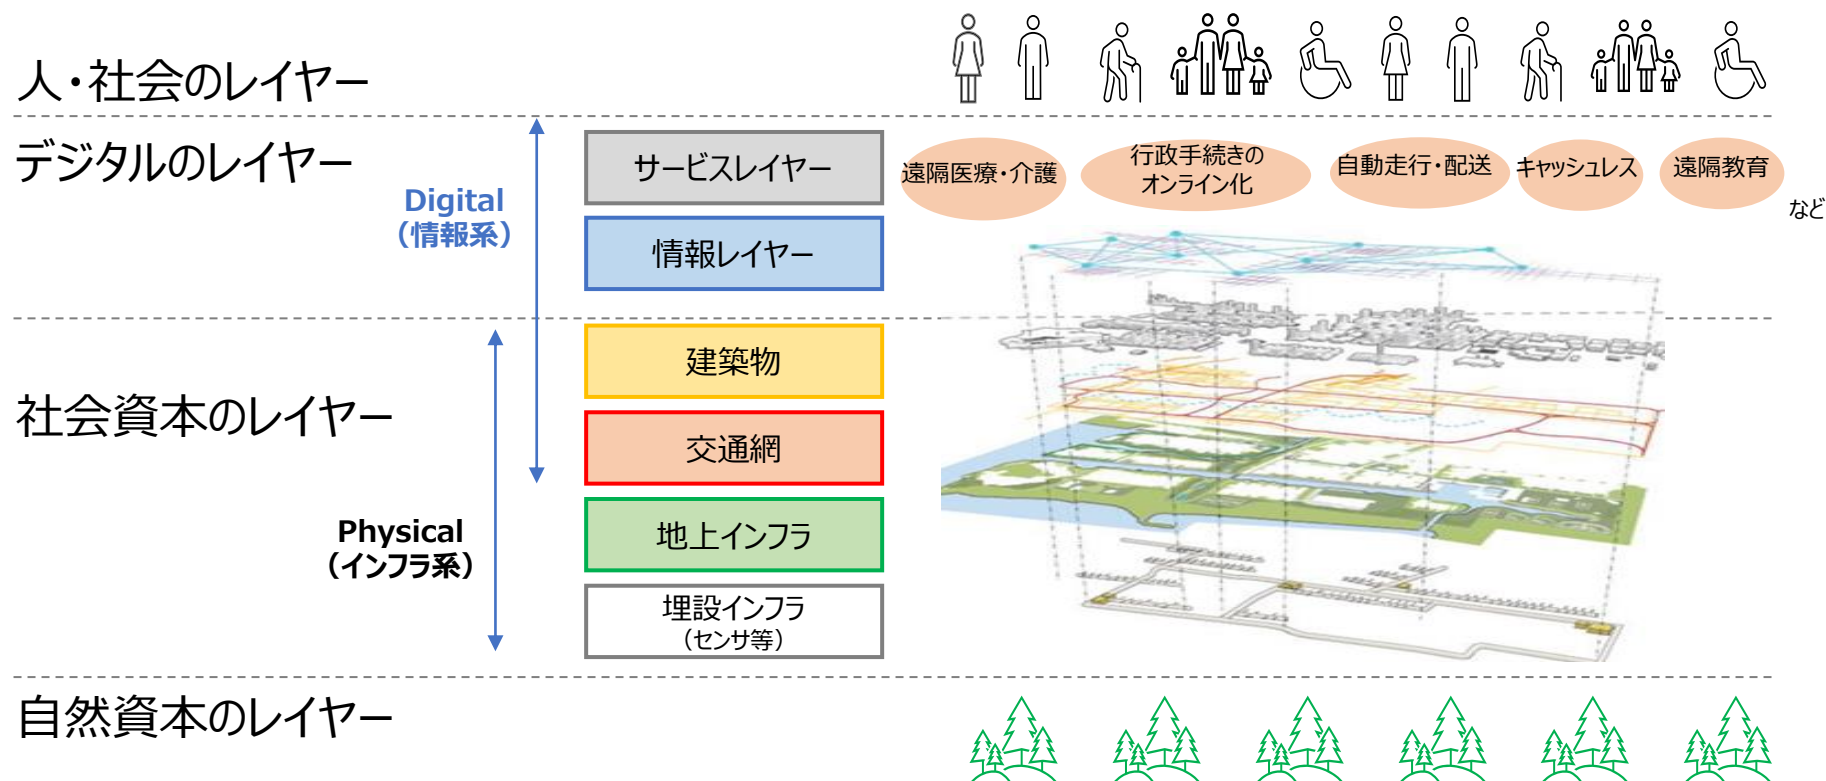 人・社会のレイヤー
デジタルのレイヤー
Digital
（情報系）
サービスレイヤー
遠隔医療・介護
行政手続きの
オンライン化
自動走行・配送
キャッシュレス
遠隔教育
など
情報レイヤー
社会資本のレイヤー
Physical
（インフラ系）
建築物
交通網
地上インフラ
埋設インフラ
（センサ等）
自然資本のレイヤー